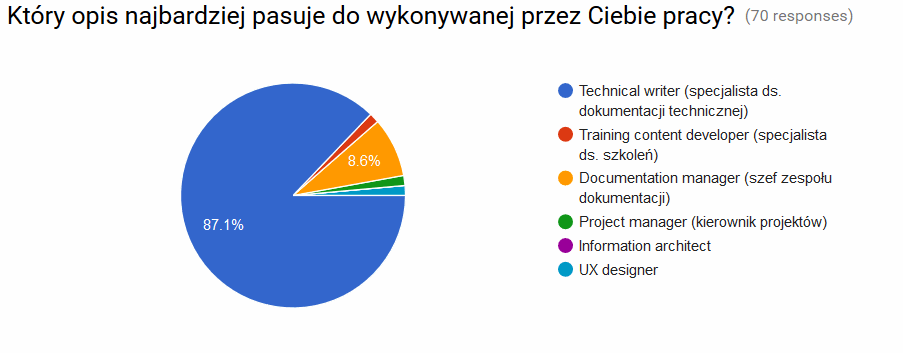 Który opis najbardziej pasuje do wykonywanej przez Ciebie pracy? (70 responses)
Technical writer (specjalista ds.
dokumentacji technicznej)
Training content developer (specjalista
ds. szkoleń)
Documentation manager (szef zespołu
dokumentacji)
Project manager (kierownik projektów)
Information architect
UX designer
8.6%
87.1%